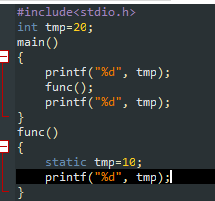 #include<stdio.h>
int tmp=20;
main()
{
printf("%d", tmp);
func();
printf("%d", tmp);
}
func()
{
static tmp=10;
printf("%d", tmp);
}